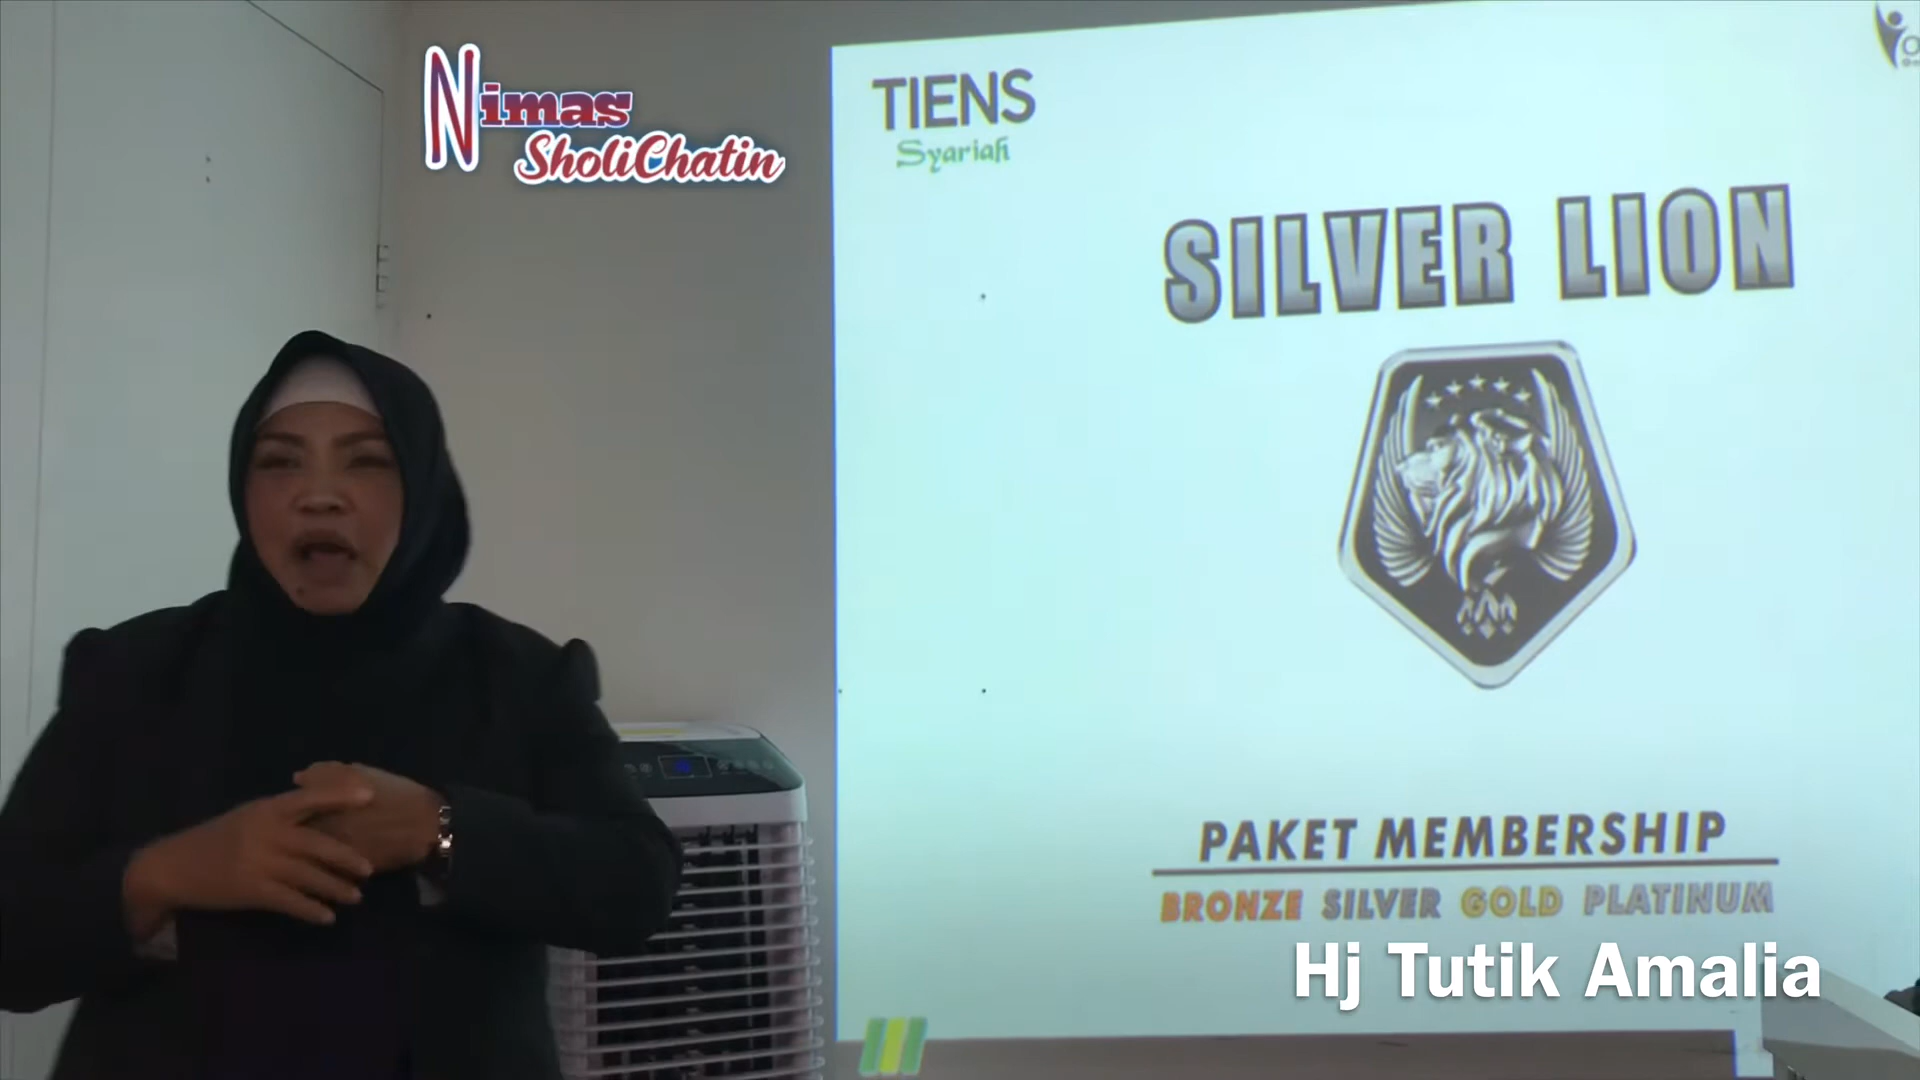 Nimas
SholiChatin
TIENS
Syariah
SILVER LION
PAKET MEMBERSHIP
BRONZE SILVER GOLD PLATINUM
Hj Tutik Amalia